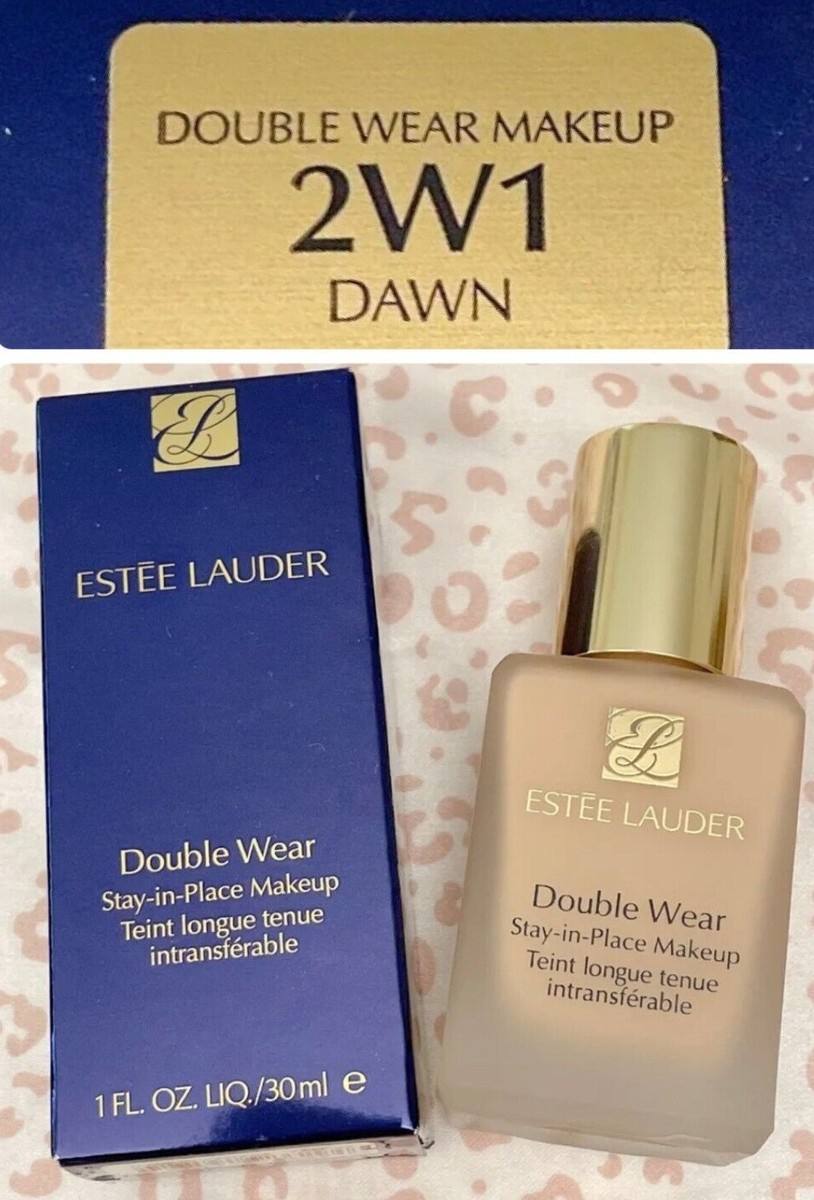 DOUBLE WEAR MAKEUP
2W1
DAWN
ESTĒE LAUDER
Double Wear
Stay-in-Place Makeup
Teint longue tenue
intransférable
1 FL. OZ. LIQ./30ml e
ESTĒE LAUDER
Double Wear
Stay-in-Place Makeup
Teint longue tenue
intransférable